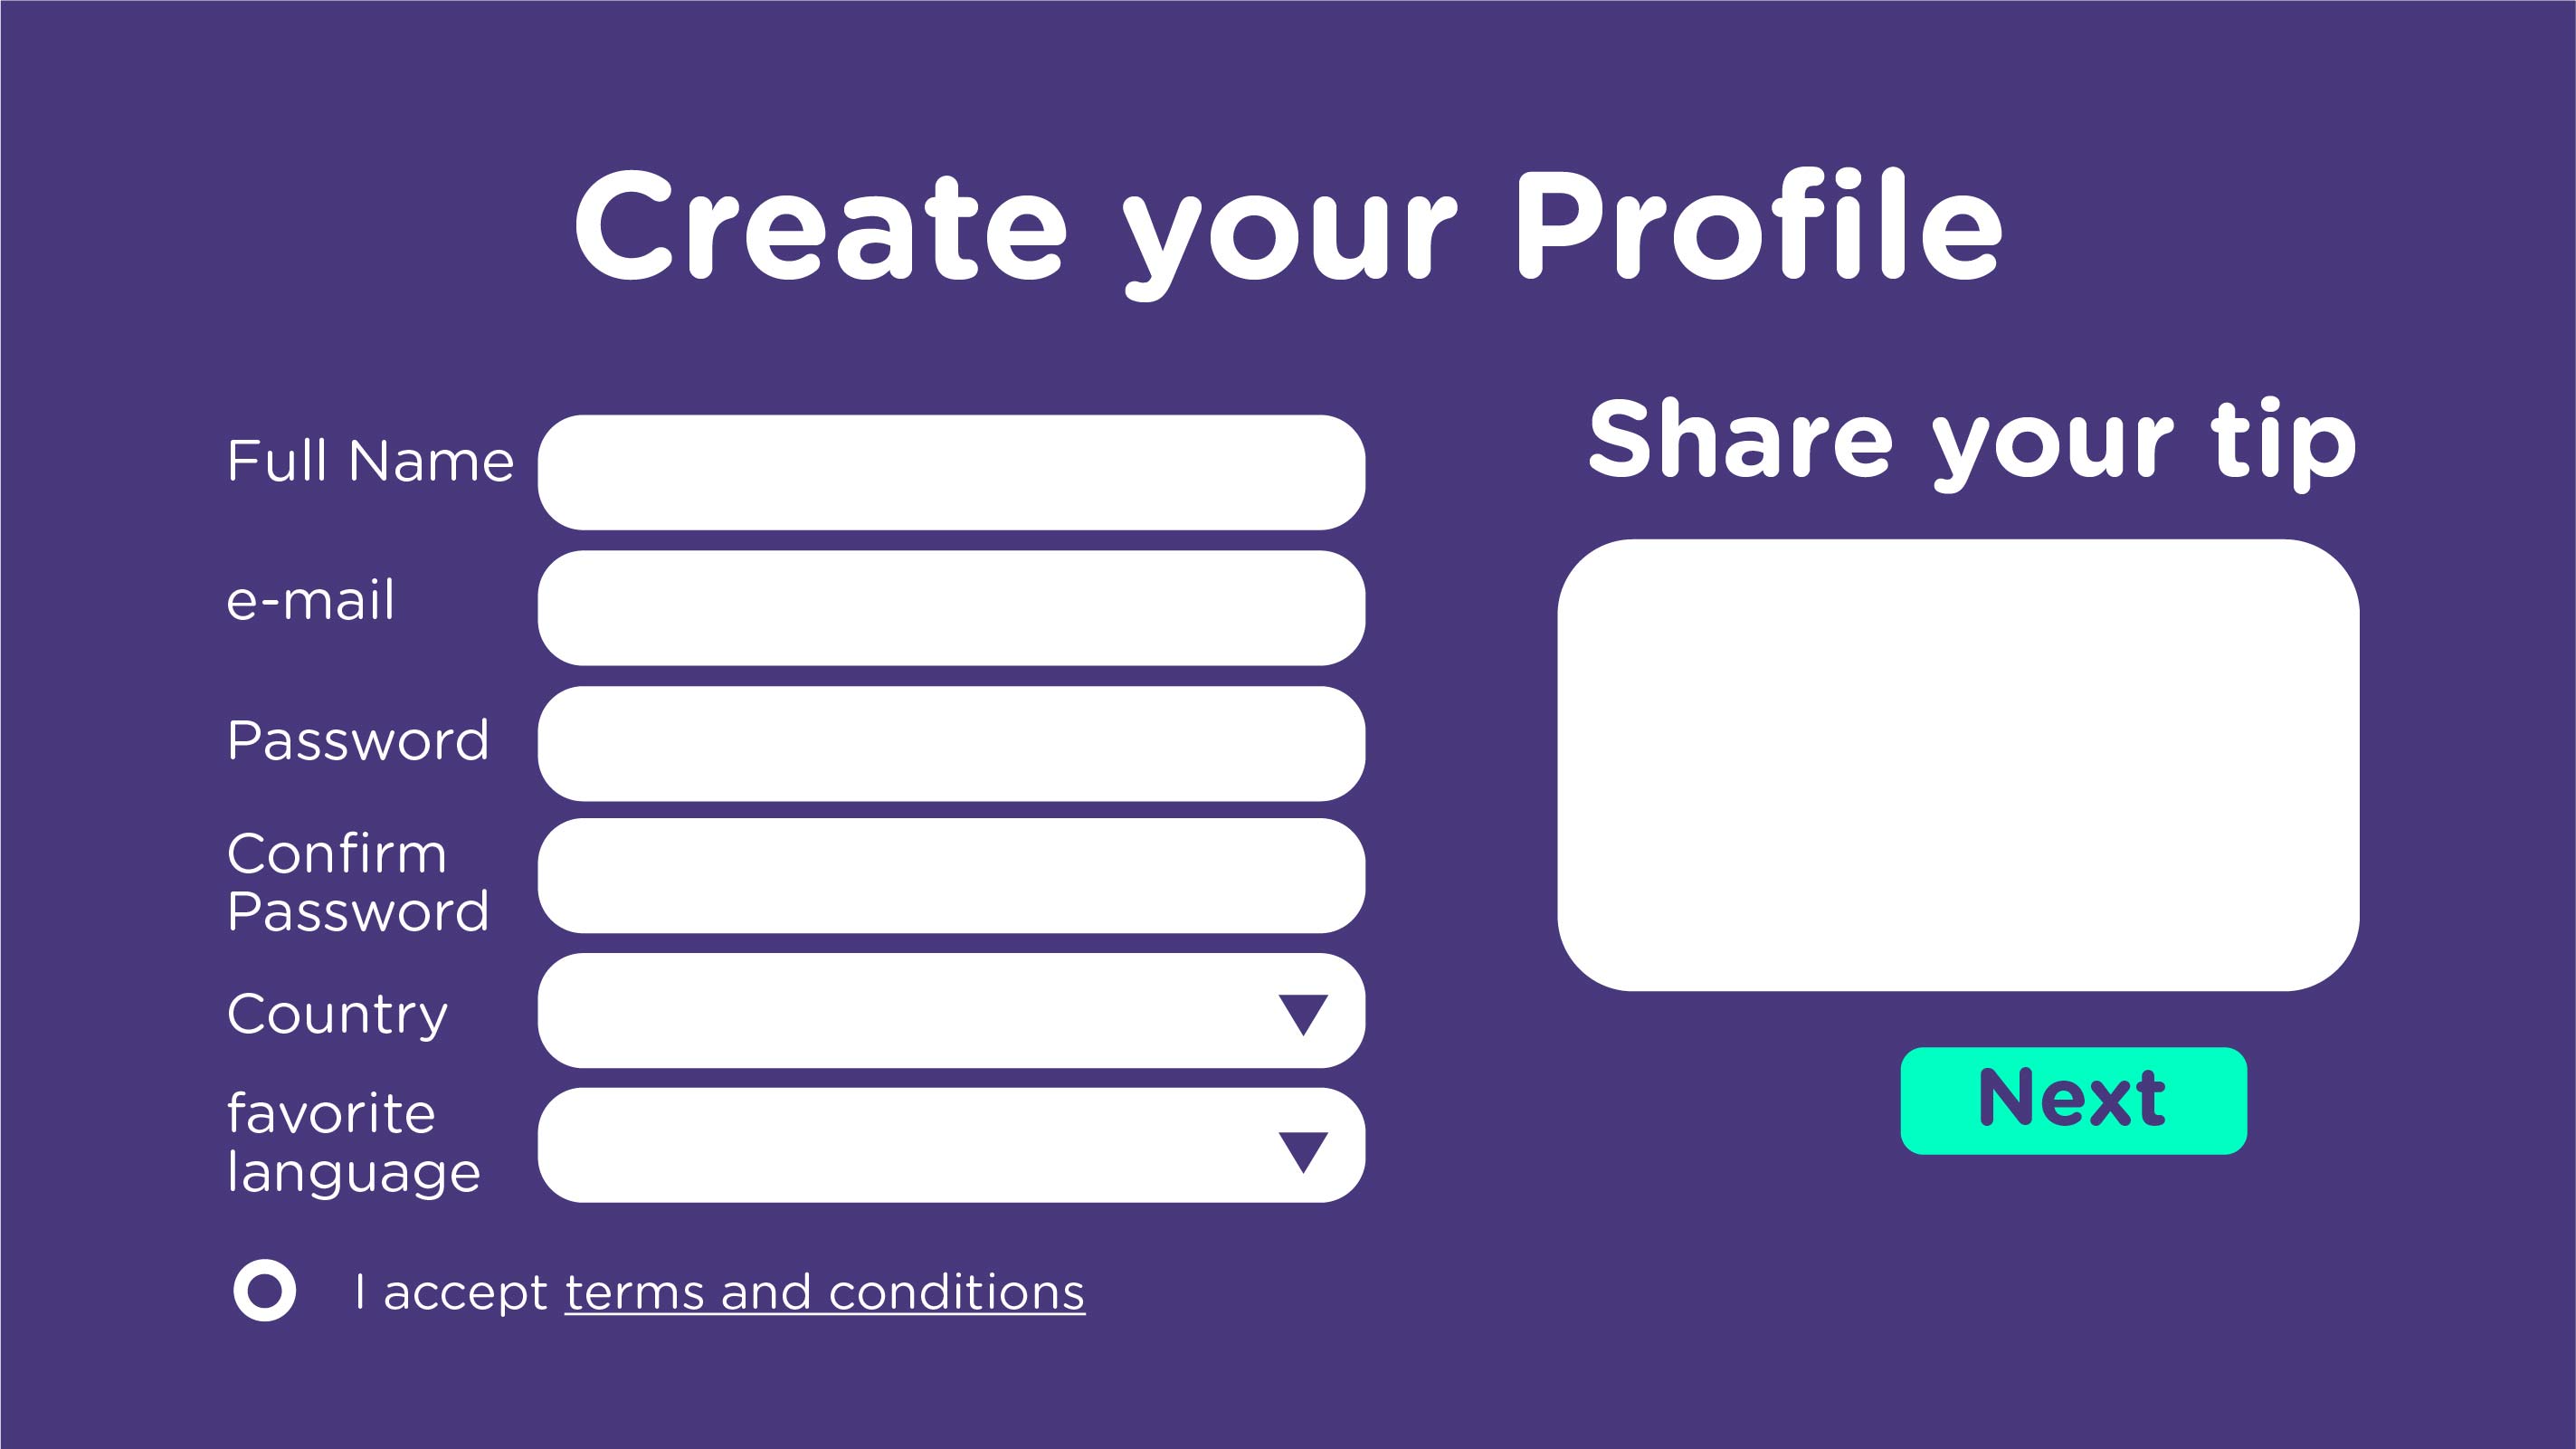 Create your Profile
Full Name
e-mail
Password
Confirm
Password
Country
favorite
language
I accept terms and conditions
Share your tip
Next